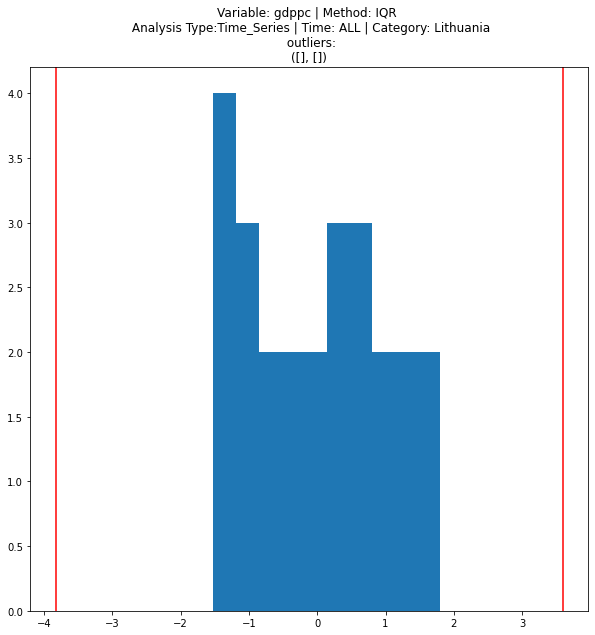 Variable: gdppc | Method: IQR
Analysis Type:Time_Series | Time: ALL | Category: Lithuania
outliers:
([], [])
4.0
3.5
3.0
2.5
2.0
1.5
1.0
0.5
0.0
−4 −3 −2 −1 0 1 2 3